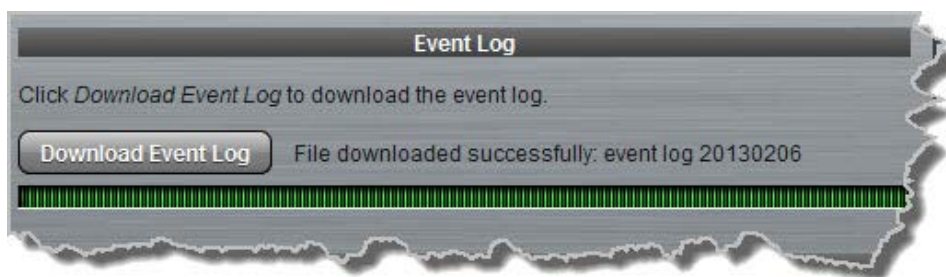 Event Log
Click Download Event Log to download the event log.
Download Event Log File downloaded successfully: event log 20130206